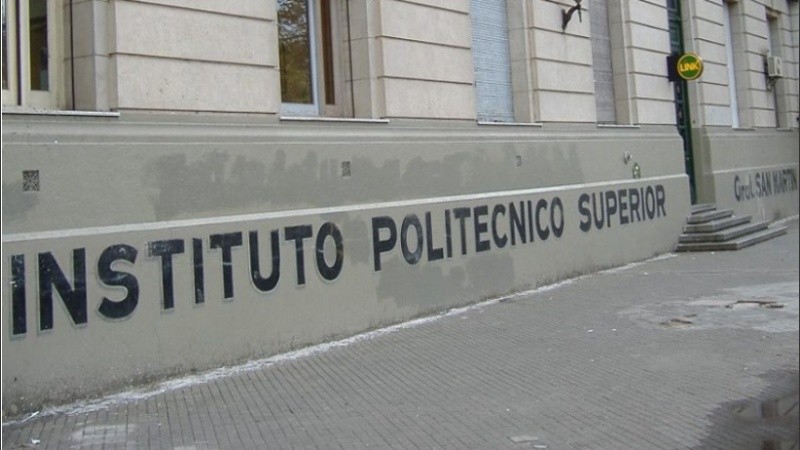 INSTITUTO POLITECNICO SUPERIOR
Gral. SAN MARTIN
LINK